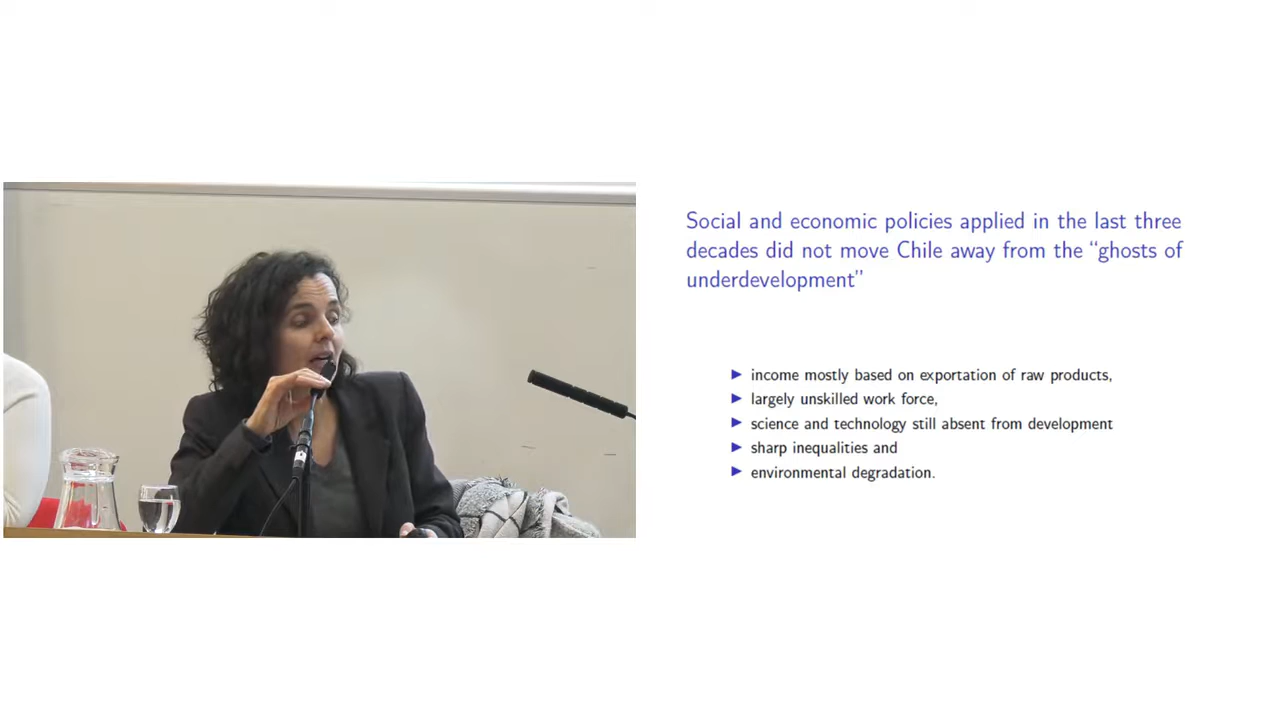 Social and economic policies applied in the last three
decades did not move Chile away from the “ghosts of
underdevelopment”
▶ income mostly based on exportation of raw products,
▶ largely unskilled work force,
▶ science and technology still absent from development
▶ sharp inequalities and
▶ environmental degradation.